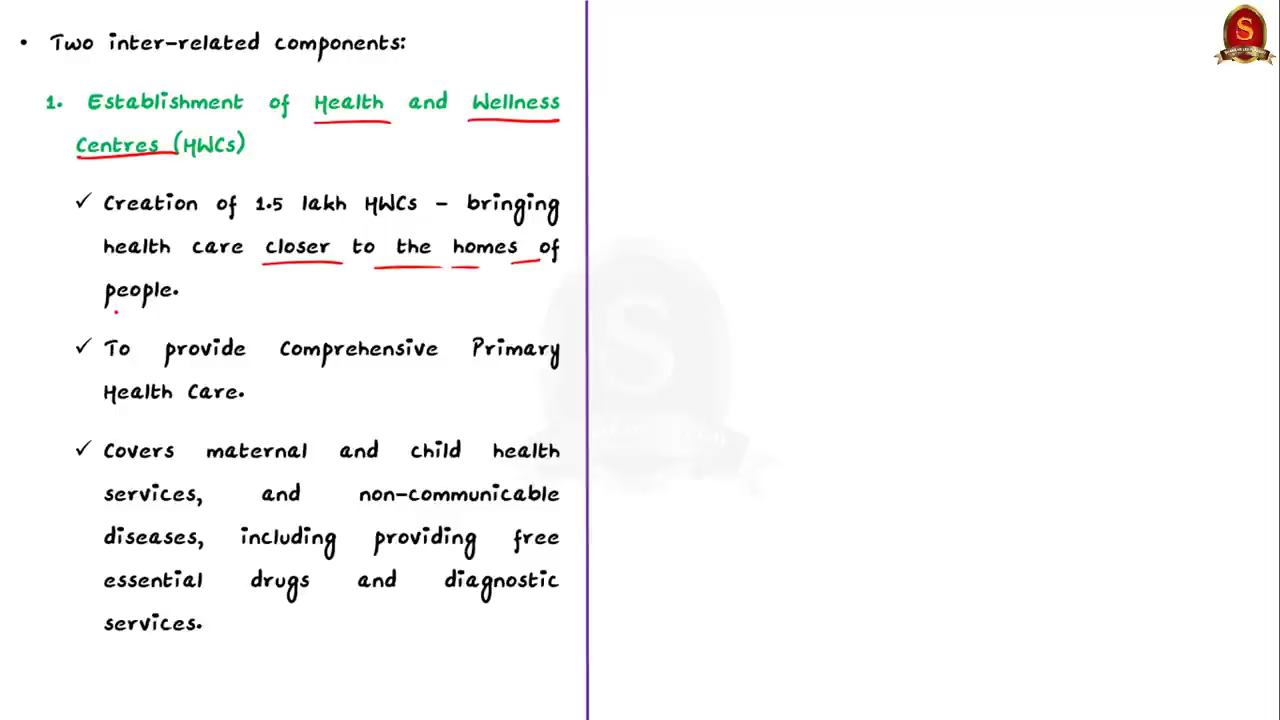 • Two inter-related components:
1. Establishment of Health and Wellness
Centres (HWCs)
✓ Creation of 1.5 lakh HWCs - bringing
health care closer to the homes of
people.
✓ To provide Comprehensive Primary
Health Care.
✓ Covers maternal and child health
services, and non-communicable
diseases, including providing free
essential drugs and diagnostic
services.
S
S